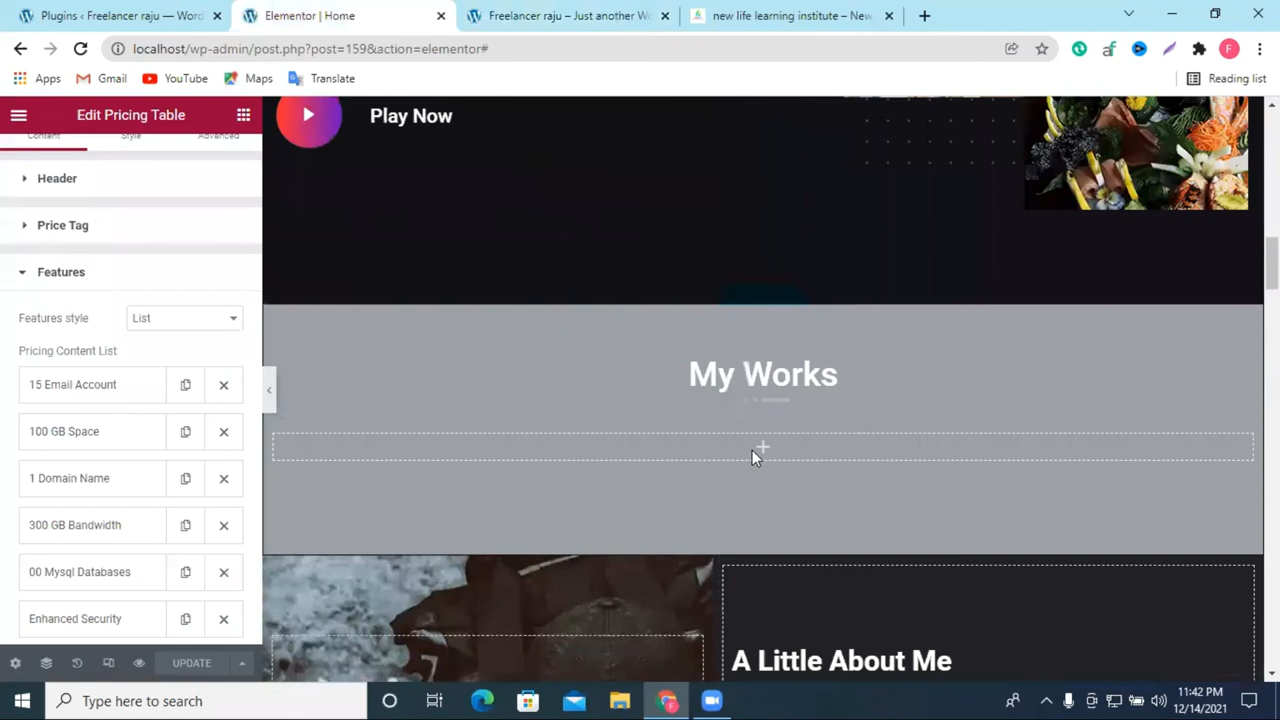 Plugins ‹ Freelancer raju — Word
Elementor | Home
Freelancer raju – Just another Wo
new life learning institute – New
localhost/wp-admin/post.php?post=159&action=elementor#
F
Apps
Gmail
YouTube
Maps
Translate
Reading list
Edit Pricing Table
Content
Style
Advanced
Header
Price Tag
Features
Features style
List
Pricing Content List
15 Email Account
100 GB Space
1 Domain Name
300 GB Bandwidth
00 Mysql Databases
Enhanced Security
UPDATE
Play Now
My Works
A Little About Me
Type here to search
11:42 PM
12/14/2021